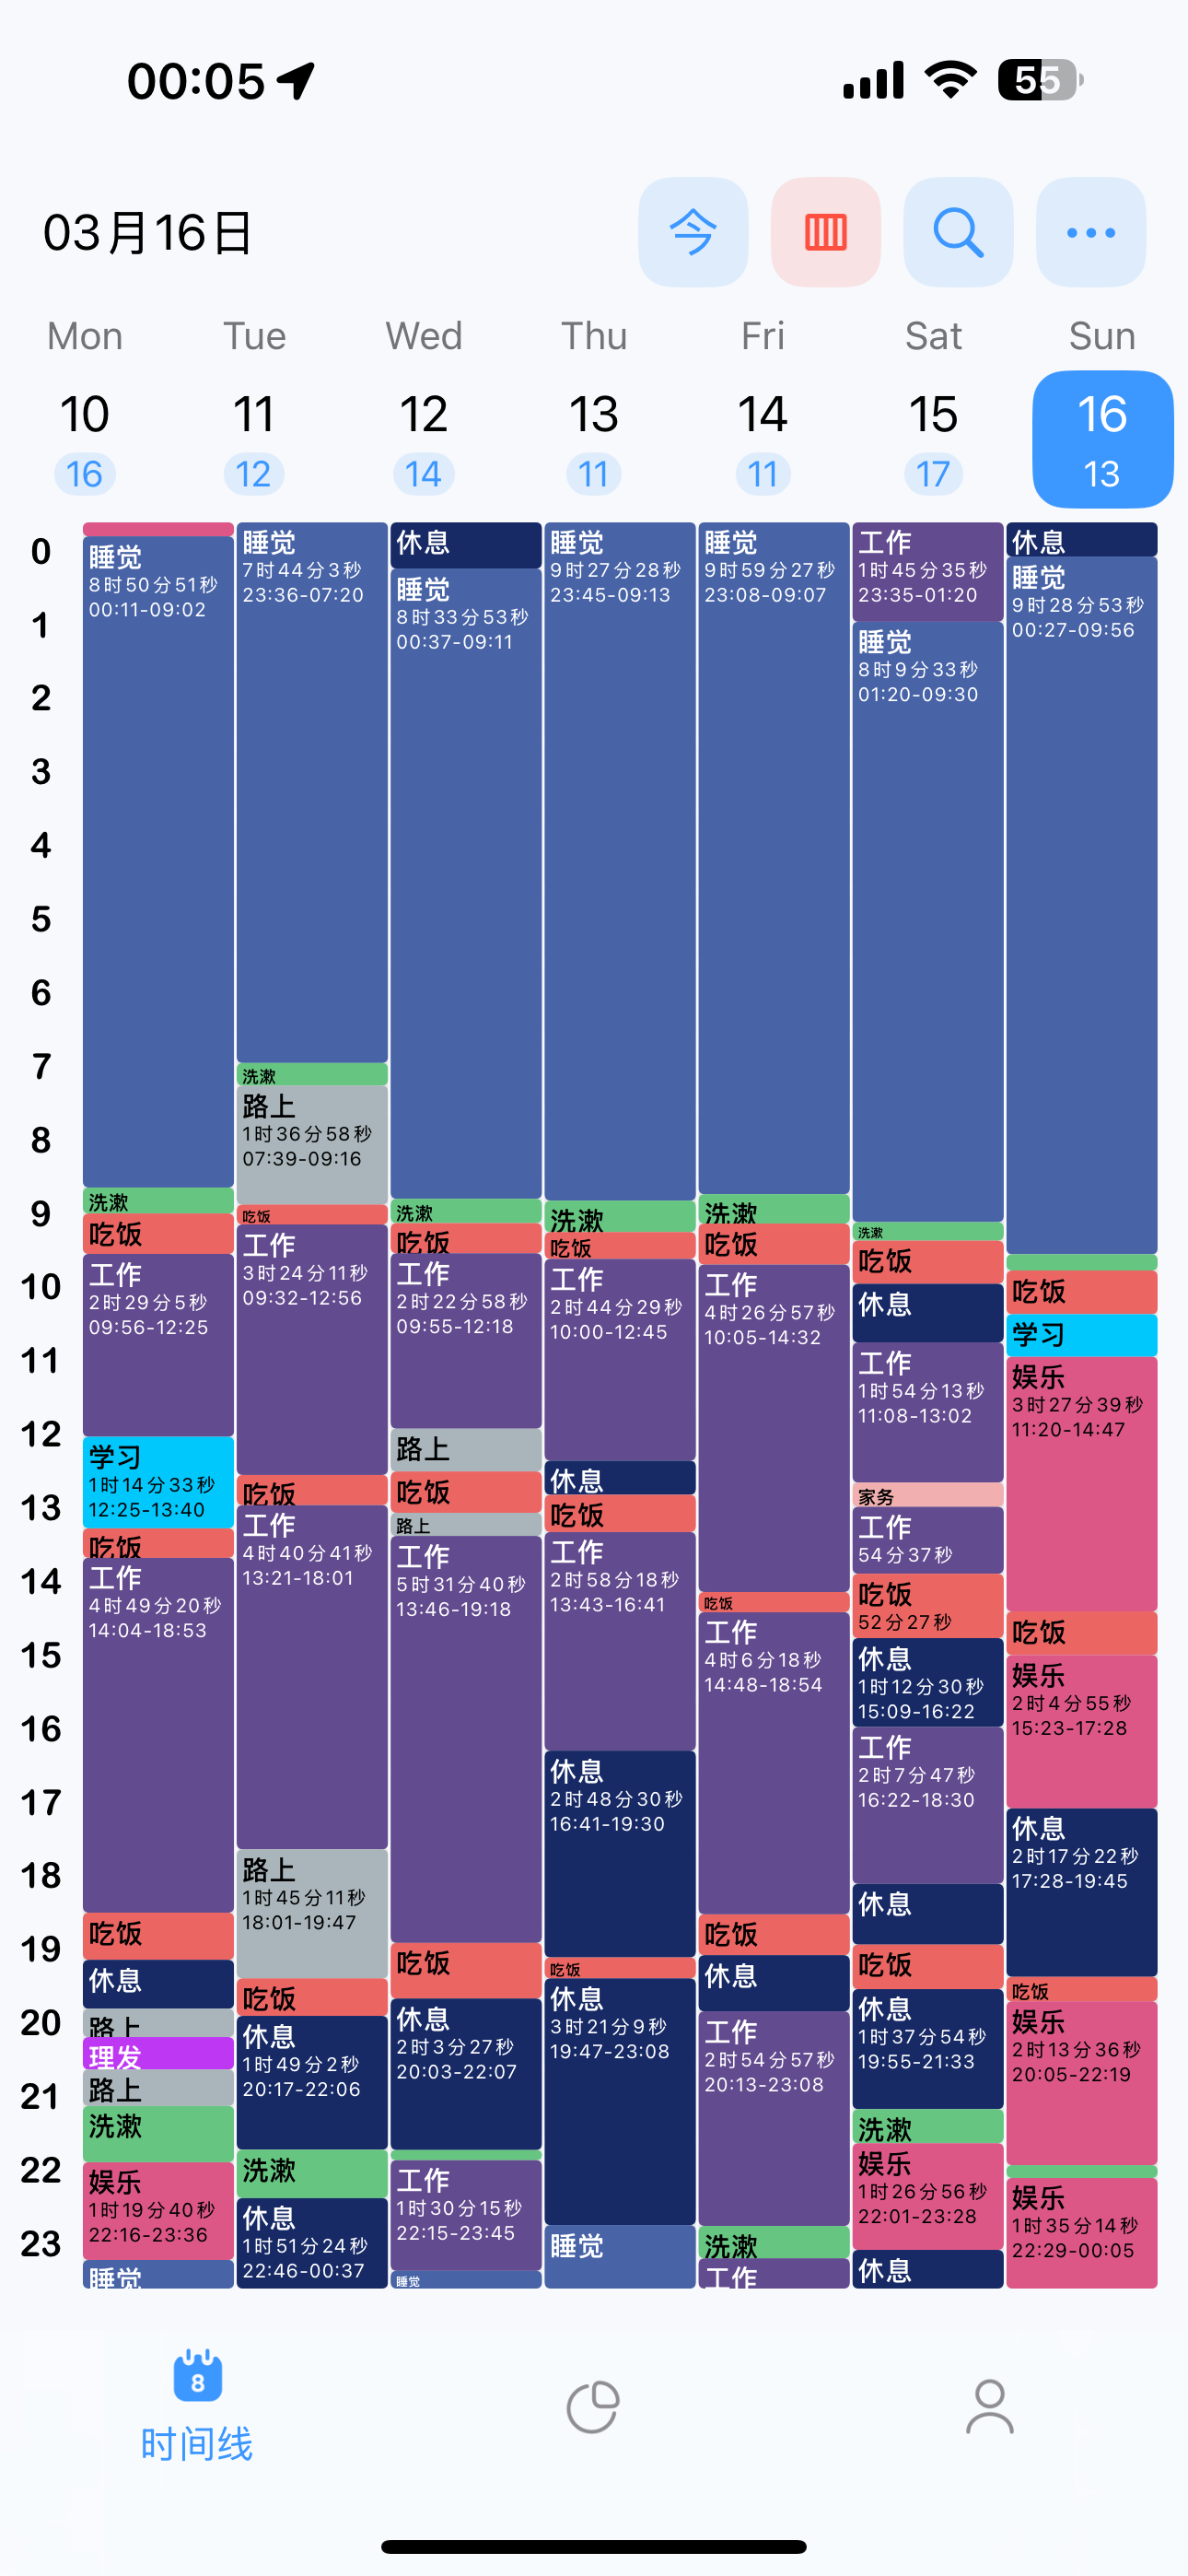 00:05
55
03月16日
今
Mon Tue Wed Thu Fri Sat Sun
10 11 12 13 14 15 16
16 12 14 11 11 17 13
0
1
2
3
4
5
6
7
8
9
10
11
12
13
14
15
16
17
18
19
20
21
22
23
睡觉
8时50分51秒
00:11-09:02
洗漱
吃饭
工作
2时29分5秒
09:56-12:25
学习
1时14分33秒
12:25-13:40
吃饭
工作
4时49分20秒
14:04-18:53
吃饭
休息
路上
理发
路上
洗漱
娱乐
1时19分40秒
22:16-23:36
睡觉
睡觉
7时44分3秒
23:36-07:20
洗漱
路上
1时36分58秒
07:39-09:16
吃饭
工作
3时24分11秒
09:32-12:56
吃饭
工作
4时40分41秒
13:21-18:01
路上
1时45分11秒
18:01-19:47
吃饭
休息
1时49分2秒
20:17-22:06
洗漱
休息
1时51分24秒
22:46-00:37
休息
睡觉
8时33分53秒
00:37-09:11
洗漱
吃饭
工作
2时22分58秒
09:55-12:18
路上
吃饭
路上
工作
5时31分40秒
13:46-19:18
吃饭
休息
2时3分27秒
20:03-22:07
工作
1时30分15秒
22:15-23:45
睡觉
睡觉
9时27分28秒
23:45-09:13
洗漱
吃饭
工作
2时44分29秒
10:00-12:45
休息
吃饭
工作
2时58分18秒
13:43-16:41
休息
2时48分30秒
16:41-19:30
吃饭
休息
3时21分9秒
19:47-23:08
睡觉
睡觉
9时59分27秒
23:08-09:07
洗漱
吃饭
工作
4时26分57秒
10:05-14:32
吃饭
工作
4时6分18秒
14:48-18:54
吃饭
休息
工作
2时54分57秒
20:13-23:08
洗漱
工作
工作
1时45分35秒
23:35-01:20
睡觉
8时9分33秒
01:20-09:30
洗漱
吃饭
休息
工作
1时54分13秒
11:08-13:02
家务
工作
54分37秒
吃饭
52分27秒
休息
1时12分30秒
15:09-16:22
工作
2时7分47秒
16:22-18:30
休息
吃饭
休息
1时37分54秒
19:55-21:33
洗漱
娱乐
1时26分56秒
22:01-23:28
休息
休息
睡觉
9时28分53秒
00:27-09:56
吃饭
学习
娱乐
3时27分39秒
11:20-14:47
吃饭
娱乐
2时4分55秒
15:23-17:28
休息
2时17分22秒
17:28-19:45
吃饭
娱乐
2时13分36秒
20:05-22:19
娱乐
1时35分14秒
22:29-00:05
8
时间线